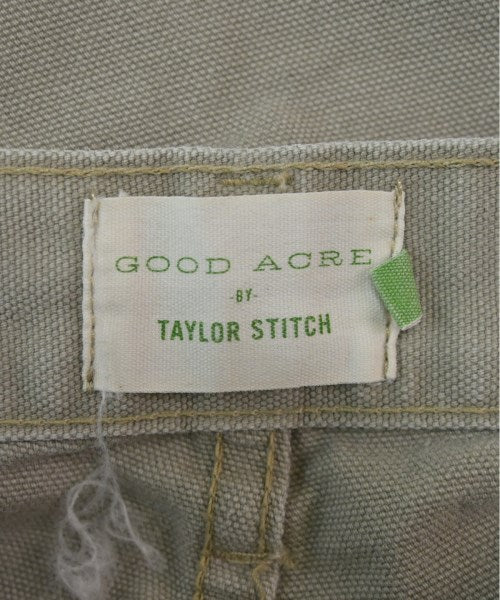 GOOD ACRE
-BY-
TAYLOR STITCH